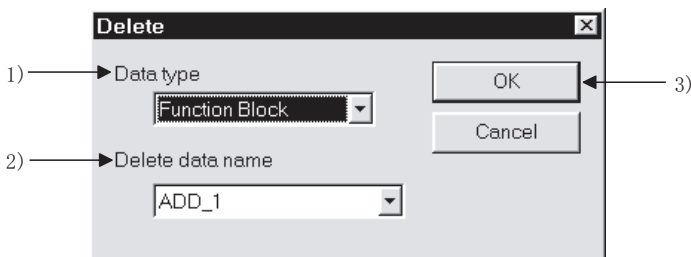 Delete
1) Data type
OK 3)
Function Block
Cancel
2) Delete data name
ADD_1